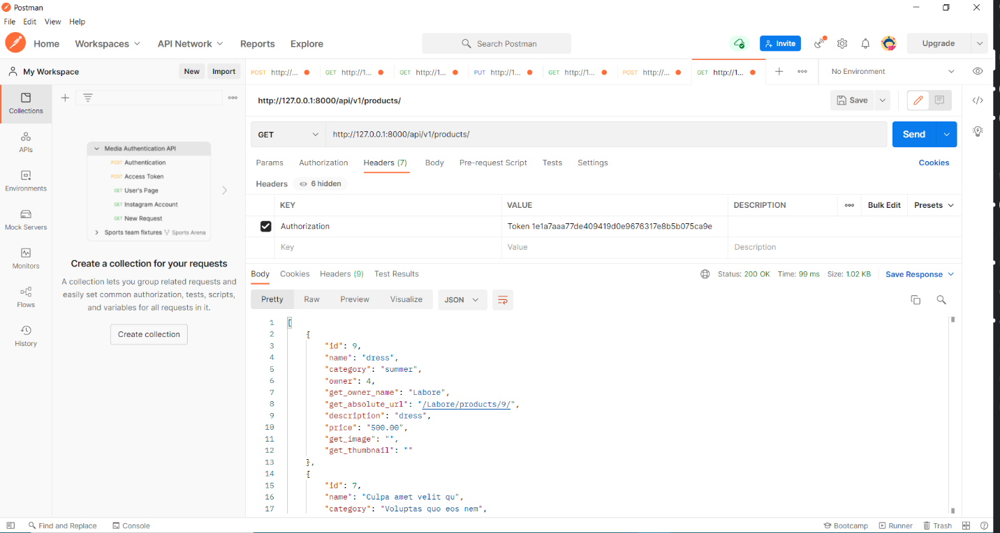 Postman
File Edit View Help
Home Workspaces API Network Reports Explore Search Postman Invite Upgrade
My Workspace New Import
POST http://... GET http://1... GET http://1... PUT http://1... GET http://1... POST http://... GET http://1... No Environment
Collections
APIs
Environments
Mock Servers
Monitors
Flows
History
Media Authentication API
POST Authentication
POST Access Token
GET User's Page
GET Instagram Account
GET New Request
Sports team fixtures Sports Arena
Create a collection for your requests
A collection lets you group related requests and
easily set common authorization, tests, scripts,
and variables for all requests in it.
Create collection
http://127.0.0.1:8000/api/v1/products/ Save
GET http://127.0.0.1:8000/api/v1/products/ Send
Params Authorization Headers (7) Body Pre-request Script Tests Settings Cookies
Headers 6 hidden
KEY VALUE DESCRIPTION Bulk Edit Presets
Authorization Token 1e1a7aaa77de409419d0e9676317e8b5b075ca9e
Key Value Description
Body Cookies Headers (9) Test Results Status: 200 OK Time: 99 ms Size: 1.02 KB Save Response
Pretty Raw Preview Visualize JSON
1 [
2 {
3 "id": 9,
4 "name": "dress",
5 "category": "summer",
6 "owner": 4,
7 "get_owner_name": "Labore",
8 "get_absolute_url": "/Labore/products/9/",
9 "description": "dress",
10 "price": "500.00",
11 "get_image": "",
12 "get_thumbnail": ""
13 },
14 {
15 "id": 7,
16 "name": "Culpa amet velit qu",
17 "category": "Voluptas quo eos nem",
Find and Replace Console Bootcamp Runner Trash